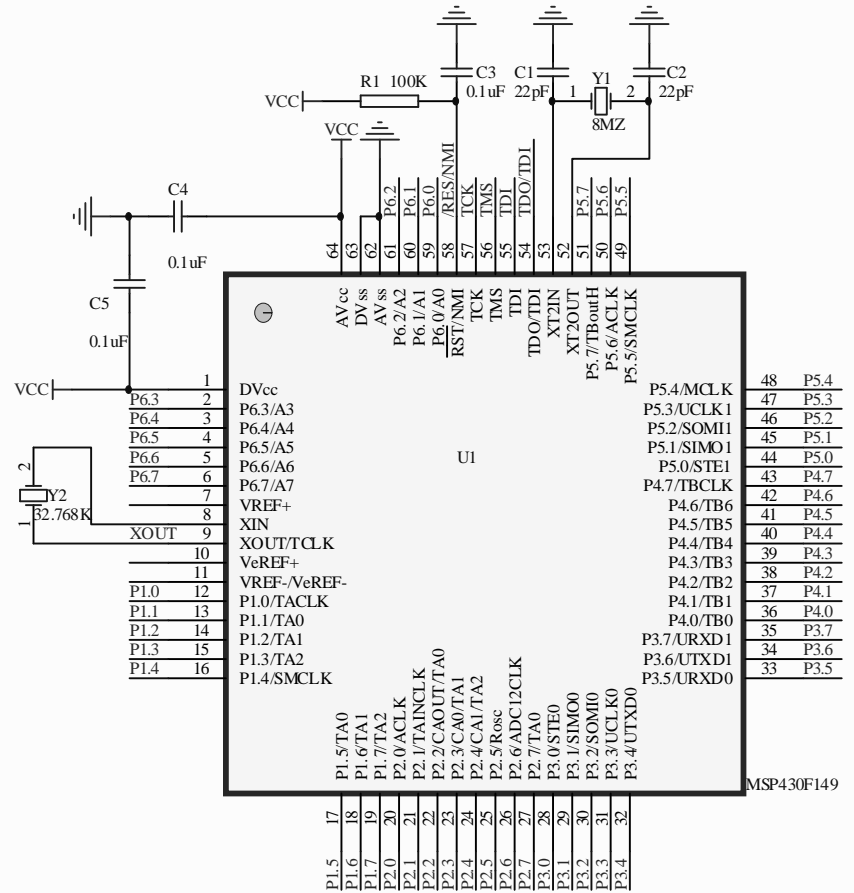 R1 100K
C3
0.1uF
C1
22pF
Y1
1 2
8MZ
C2
22pF
VCC
VCC
C4
0.1uF
C5
0.1uF
VCC
P6.2
P6.1
P6.0
/RES/NMI
TCK
TMS
TDI
TDO/TDI
P5.7
P5.6
P5.5
64 63 62 61 60 59 58 57 56 55 54 53 52 51 50 49
AVcc
DVss
AVss
P6.2/A2
P6.1/A1
P6.0/A0
RST/NMI
TCK
TMS
TDI
TDO/TDI
XT2IN
XT2OUT
P5.7/TBoutH
P5.6/ACLK
P5.5/SMCLK
1 DVcc
P6.3 2 P6.3/A3
P6.4 3 P6.4/A4
P6.5 4 P6.5/A5
P6.6 5 P6.6/A6
P6.7 6 P6.7/A7
7 VREF+
8 XIN
XOUT 9 XOUT/TCLK
10 VeREF+
11 VREF-/VeREF-
P1.0 12 P1.0/TACLK
P1.1 13 P1.1/TA0
P1.2 14 P1.2/TA1
P1.3 15 P1.3/TA2
P1.4 16 P1.4/SMCLK
2
Y2
32.768K
1
U1
P5.4/MCLK 48 P5.4
P5.3/UCLK1 47 P5.3
P5.2/SOMI1 46 P5.2
P5.1/SIMO1 45 P5.1
P5.0/STE1 44 P5.0
P4.7/TBCLK 43 P4.7
P4.6/TB6 42 P4.6
P4.5/TB5 41 P4.5
P4.4/TB4 40 P4.4
P4.3/TB3 39 P4.3
P4.2/TB2 38 P4.2
P4.1/TB1 37 P4.1
P4.0/TB0 36 P4.0
P3.7/URXD1 35 P3.7
P3.6/UTXD1 34 P3.6
P3.5/URXD0 33 P3.5
P1.5/TA0
P1.6/TA1
P1.7/TA2
P2.0/ACLK
P2.1/TAINCLK
P2.2/CAOUT/TA0
P2.3/CA0/TA1
P2.4/CA1/TA2
P2.5/Rosc
P2.6/ADC12CLK
P2.7/TA0
P3.0/STE0
P3.1/SIMO0
P3.2/SOMI0
P3.3/UCLK0
P3.4/UTXD0
MSP430F149
17 18 19 20 21 22 23 24 25 26 27 28 29 30 31 32
P1.5
P1.6
P1.7
P2.0
P2.1
P2.2
P2.3
P2.4
P2.5
P2.6
P2.7
P3.0
P3.1
P3.2
P3.3
P3.4